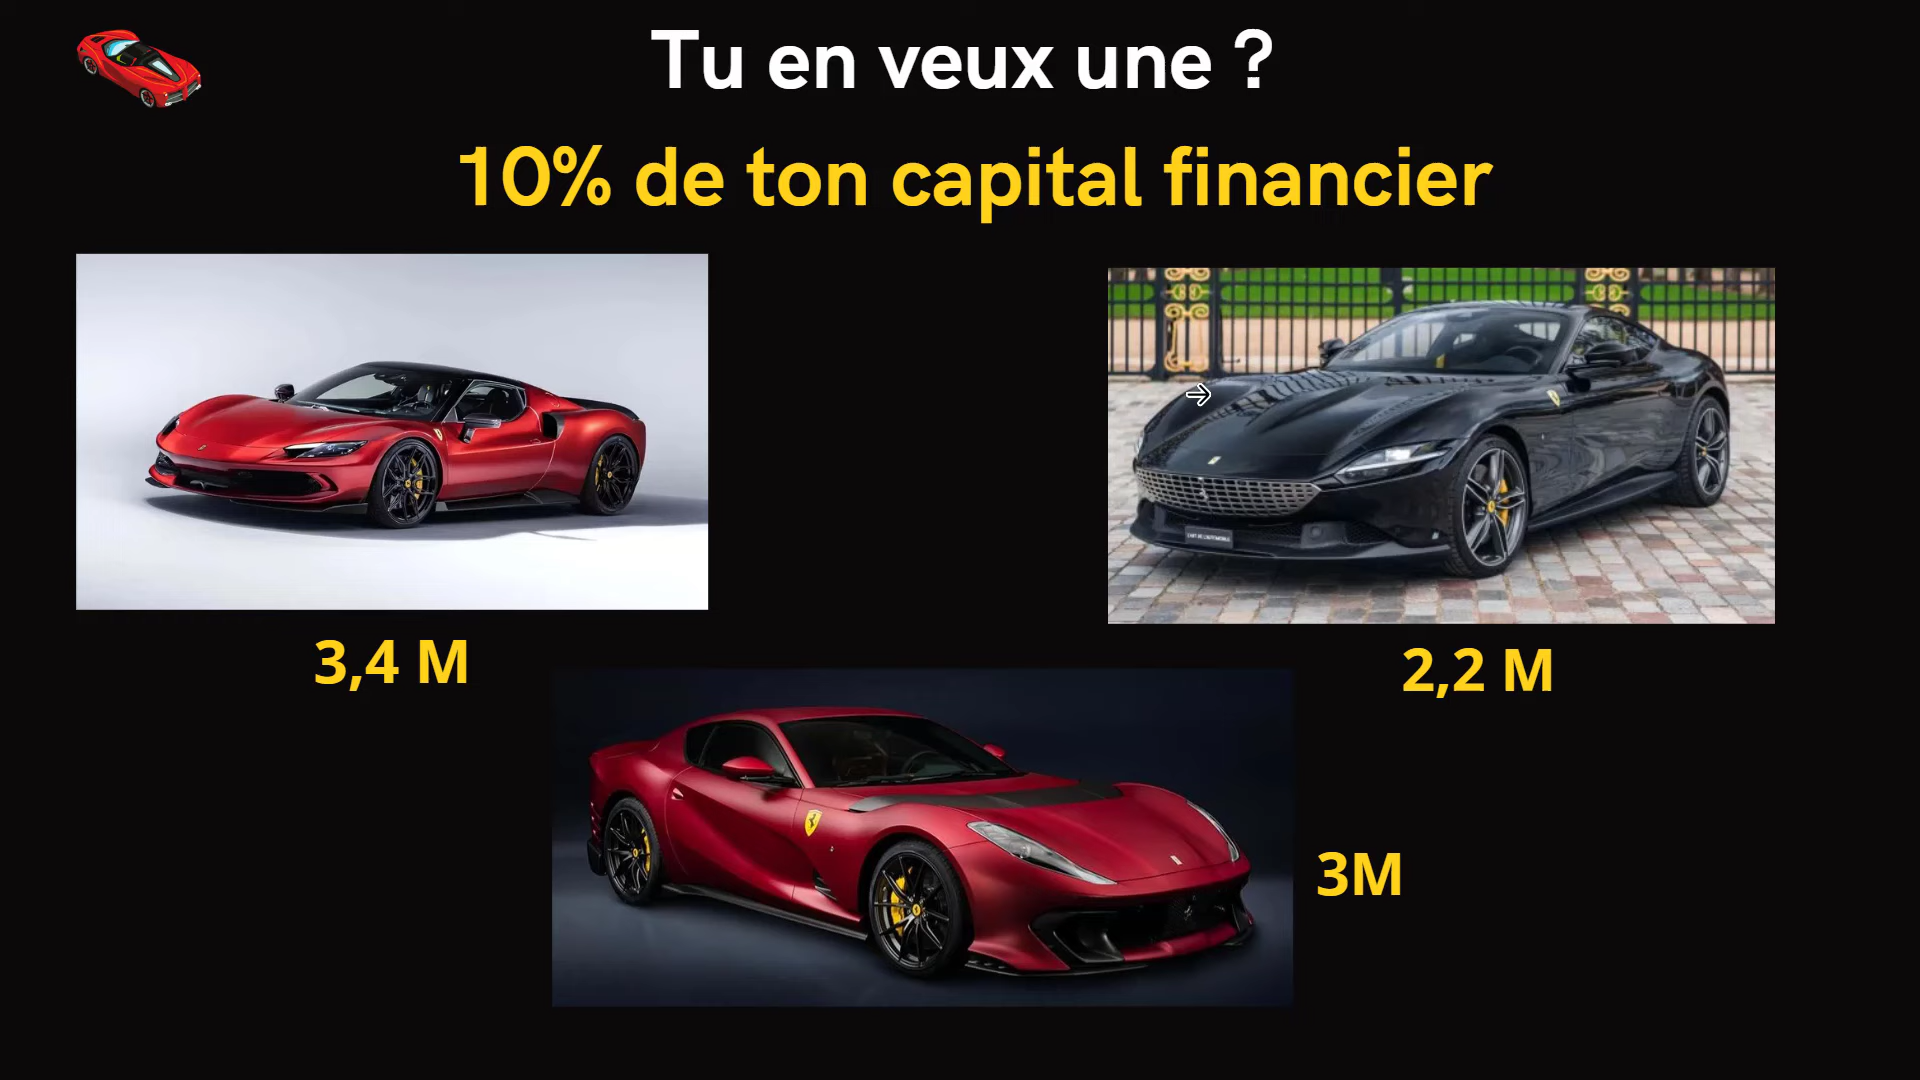 Tu en veux une ?
10% de ton capital financier
3,4 M
2,2 M
3M